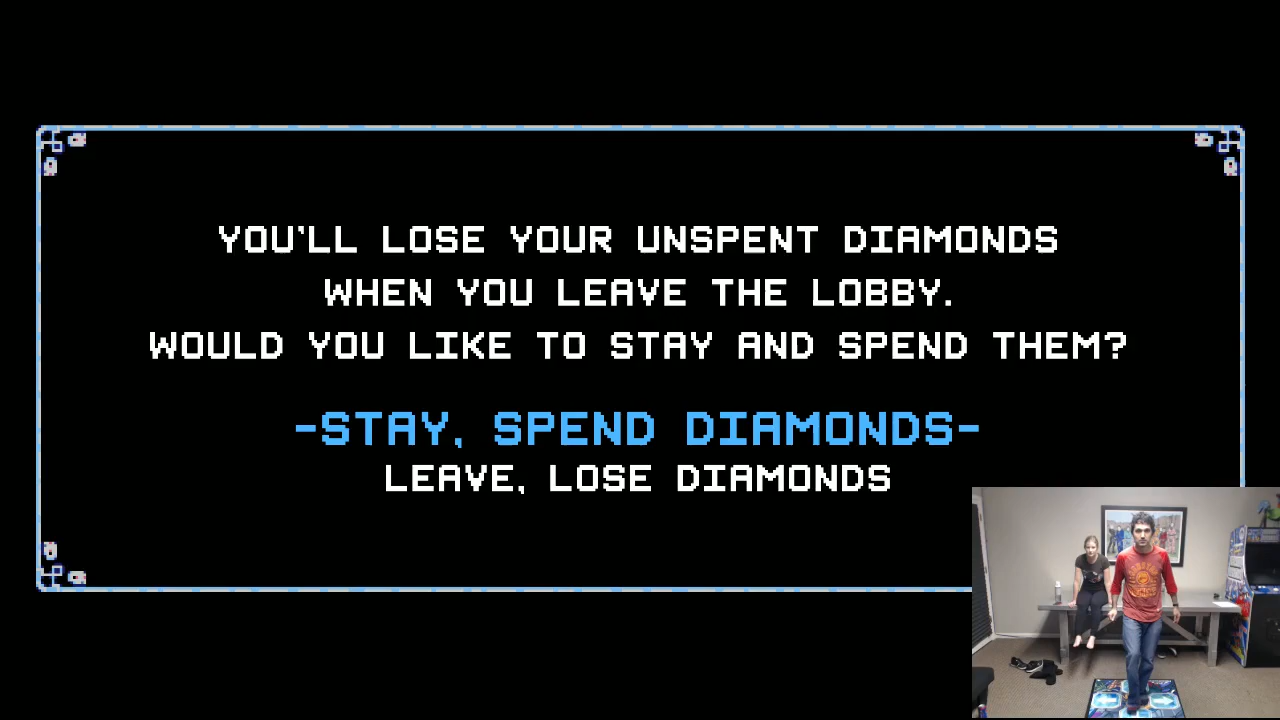 YOU'LL LOSE YOUR UNSPENT DIAMONDS
WHEN YOU LEAVE THE LOBBY.
WOULD YOU LIKE TO STAY AND SPEND THEM?
-STAY, SPEND DIAMONDS-
LEAVE, LOSE DIAMONDS